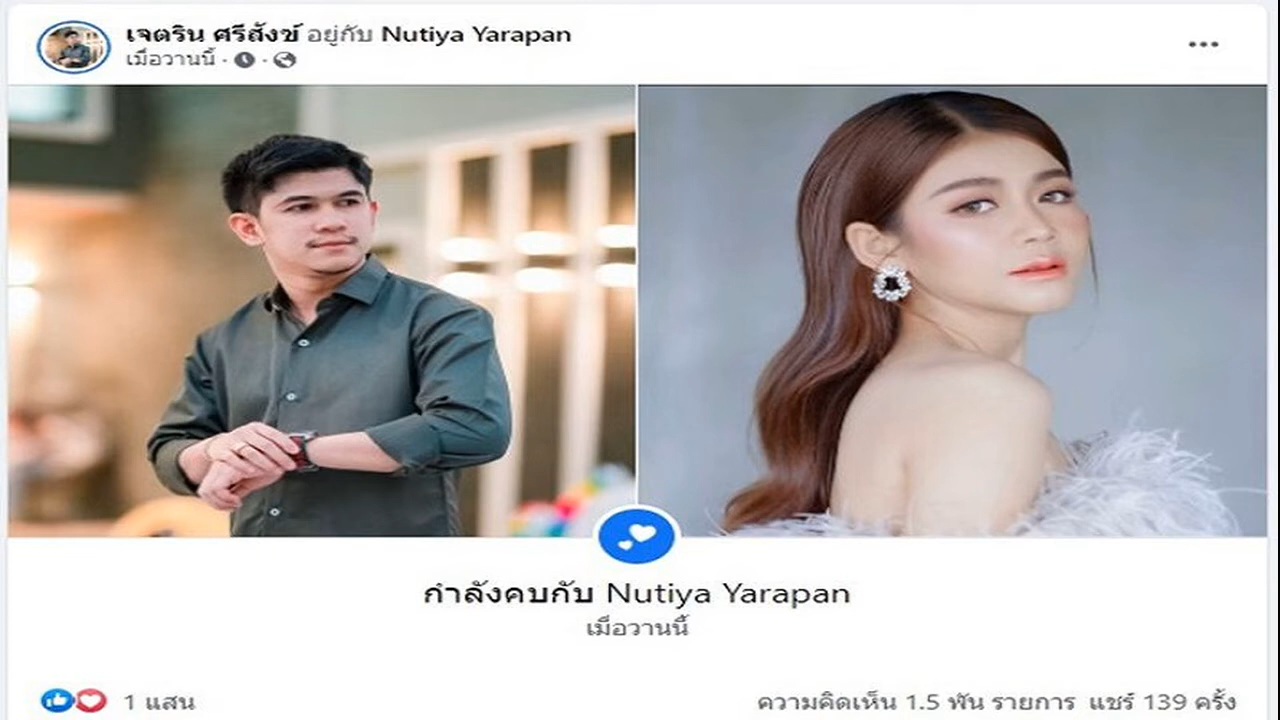 เจตริน ศรีสังข์ อยู่กับ Nutiya Yarapan
เมื่อวานนี้ · ·
กำลังคบกับ Nutiya Yarapan
เมื่อวานนี้
1 แสน
ความคิดเห็น 1.5 พัน รายการ แชร์ 139 ครั้ง